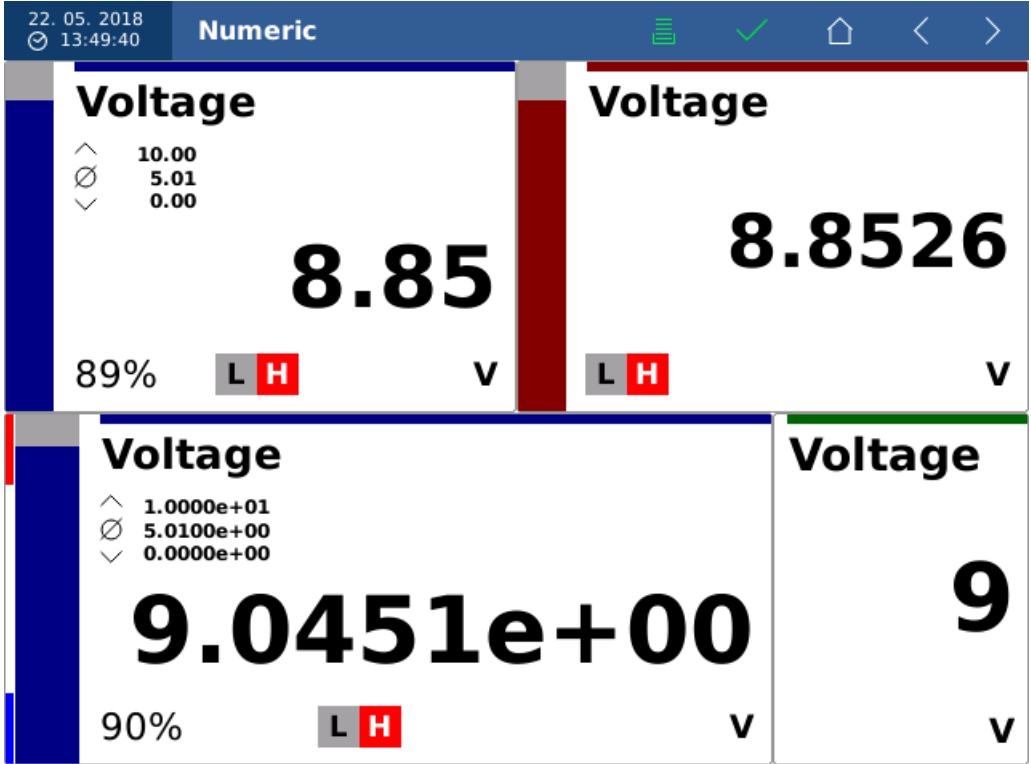 22. 05. 2018
13:49:40
Numeric
Voltage
10.00
5.01
0.00
8.85
89%
L H
V
Voltage
8.8526
L H
V
Voltage
1.0000e+01
5.0100e+00
0.0000e+00
9.0451e+00
90%
L H
V
Voltage
9
V